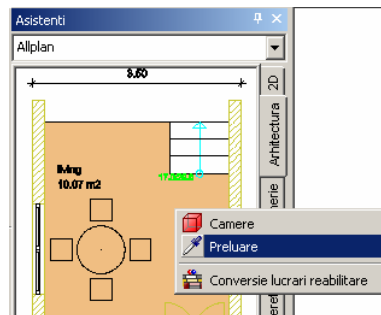 Asistenti
Allplan
3.60
2D
Arhitectura
living
10.07 m2
Camere
Preluare
Conversie lucrari reabilitare